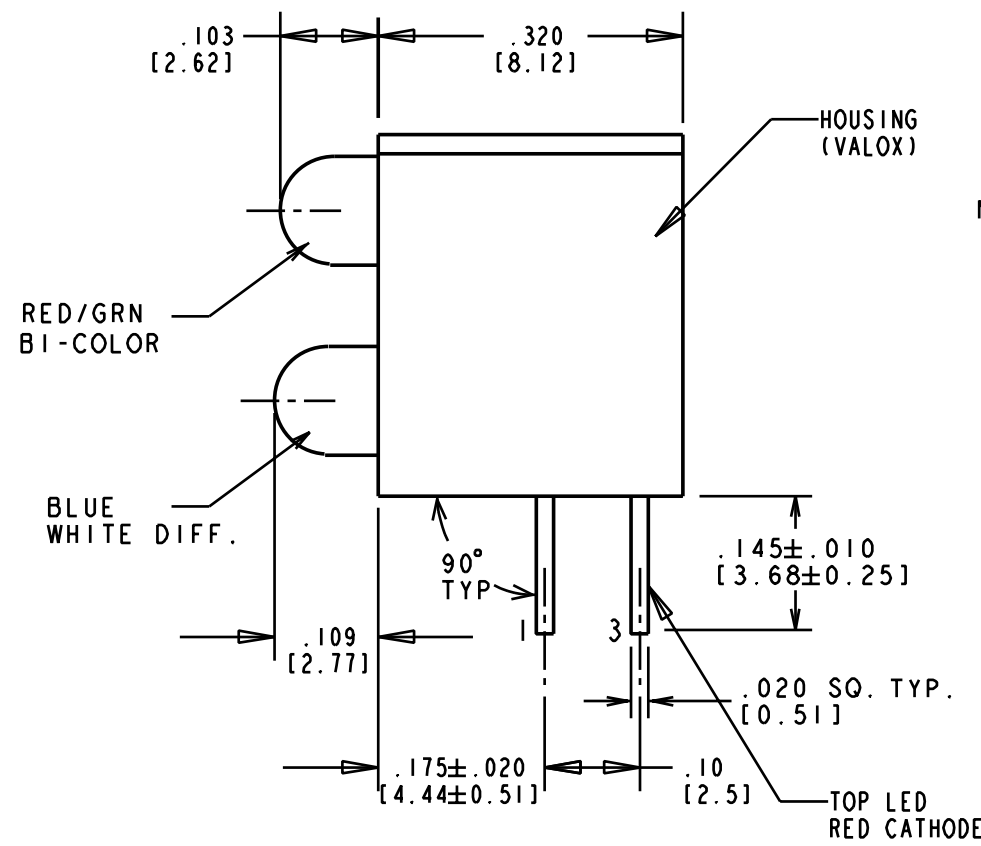 .103
[2.62]
.320
[8.12]
HOUSING
(VALOX)
RED/GRN
BI-COLOR
BLUE
WHITE DIFF.
90°
TYP
1
3
.145±.010
[3.68±0.25]
.109
[2.77]
.020 SQ. TYP.
[0.51]
.175±.020
[4.44±0.51]
.10
[2.5]
TOP LED
RED CATHODE